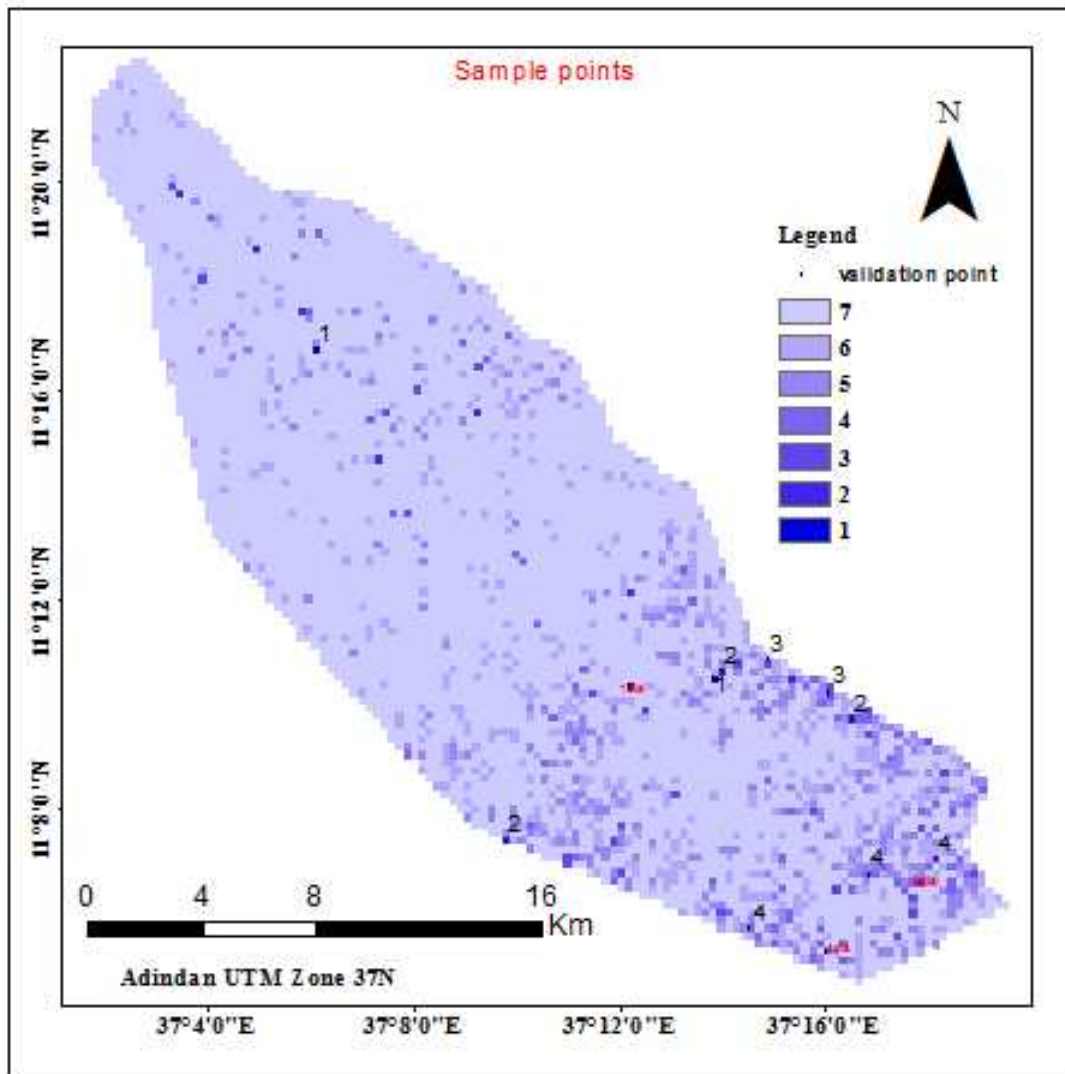 Sample points
N
11°20'0"N
11°16'0"N
11°12'0"N
11°8'0"N
Legend
validation point
7
6
5
4
3
2
1
1
2
1
3
3
2
2
4
4
4
0 4 8 16
Km
Adindan UTM Zone 37N
37°4'0"E 37°8'0"E 37°12'0"E 37°16'0"E